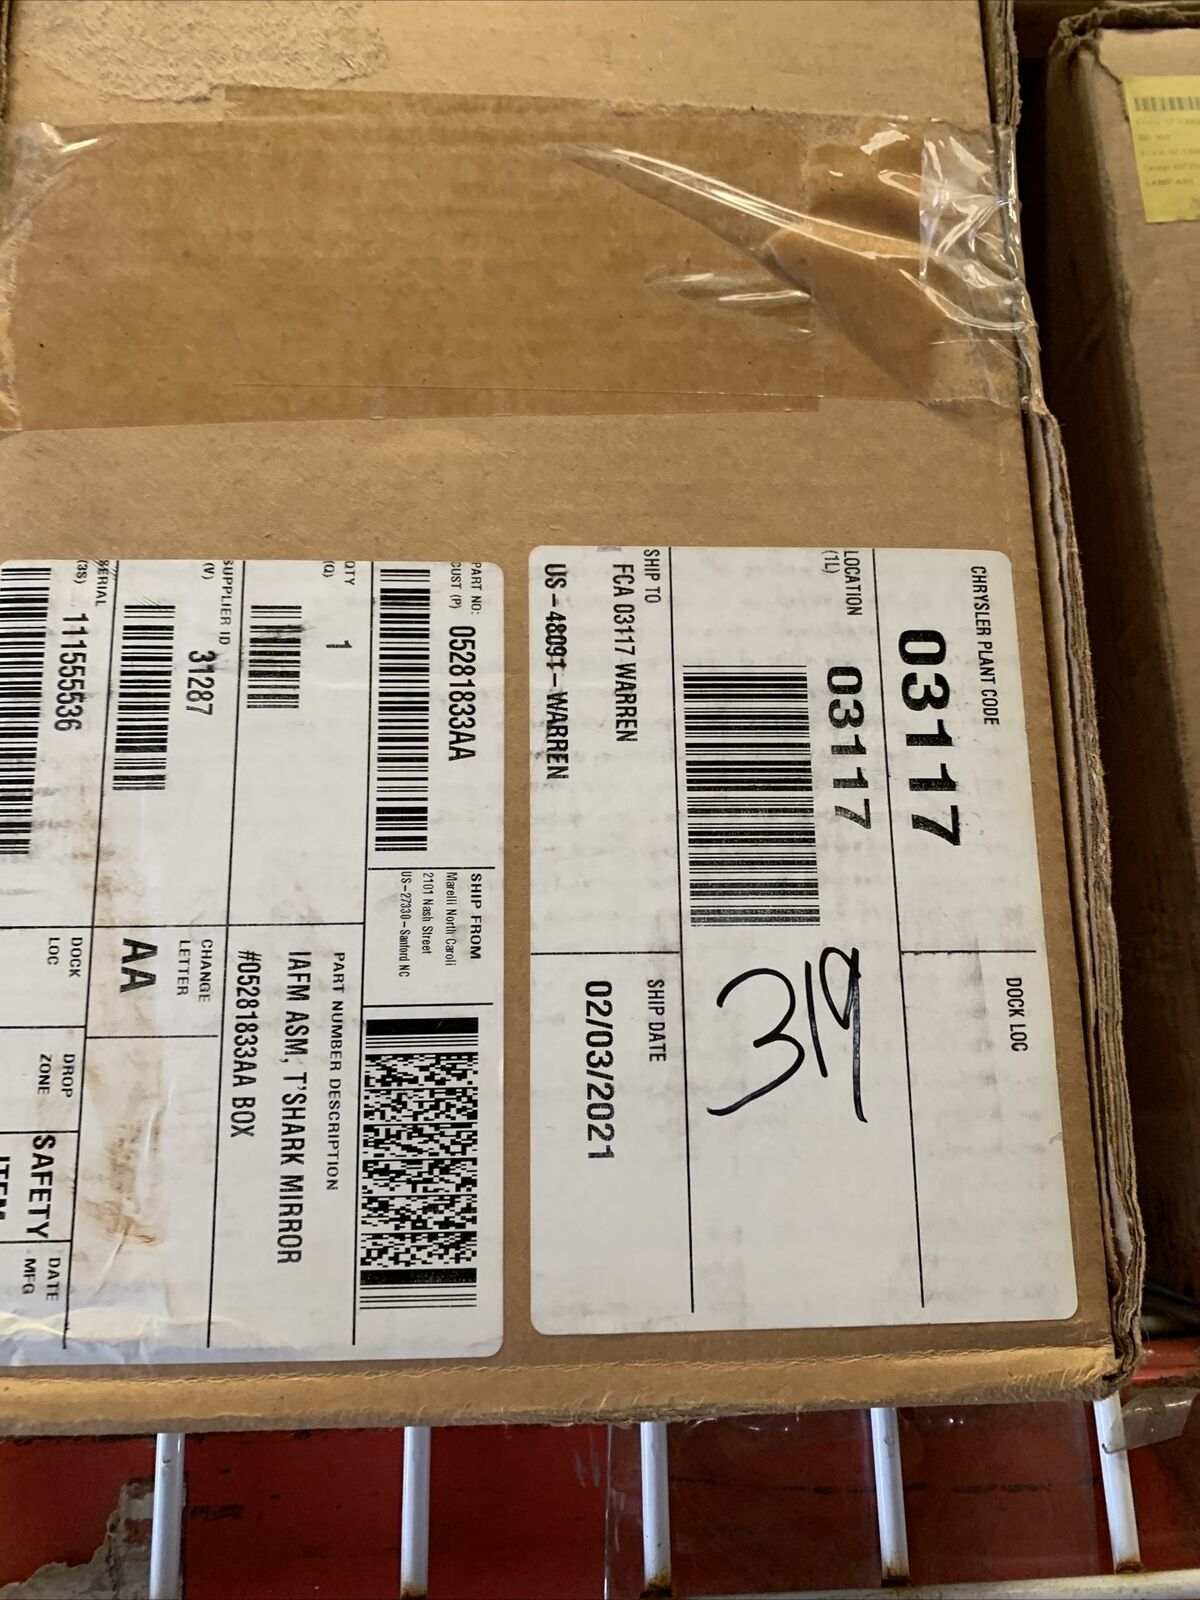 CHRYSLER PLANT CODE
03117
DOCK LOC
LOCATION
(1L)
03117
SHIP TO
FCA 03117 WARREN
US-48091-WARREN
SHIP DATE
02/03/2021
PART NO:
CUST (P)
05281833AA
SHIP FROM
Marelli North Caroli
2101 Nash Street
US-27330-Sanford NC
QTY
(Q)
1
PART NUMBER DESCRIPTION
IAFM ASM, T'SHARK MIRROR
#05281833AA BOX
SUPPLIER ID
(V)
31287
CHANGE
LETTER
AA
SERIAL
(3S)
111555536
DOCK
LOC
DROP
ZONE
SAFETY
ITEM
DATE
MFG